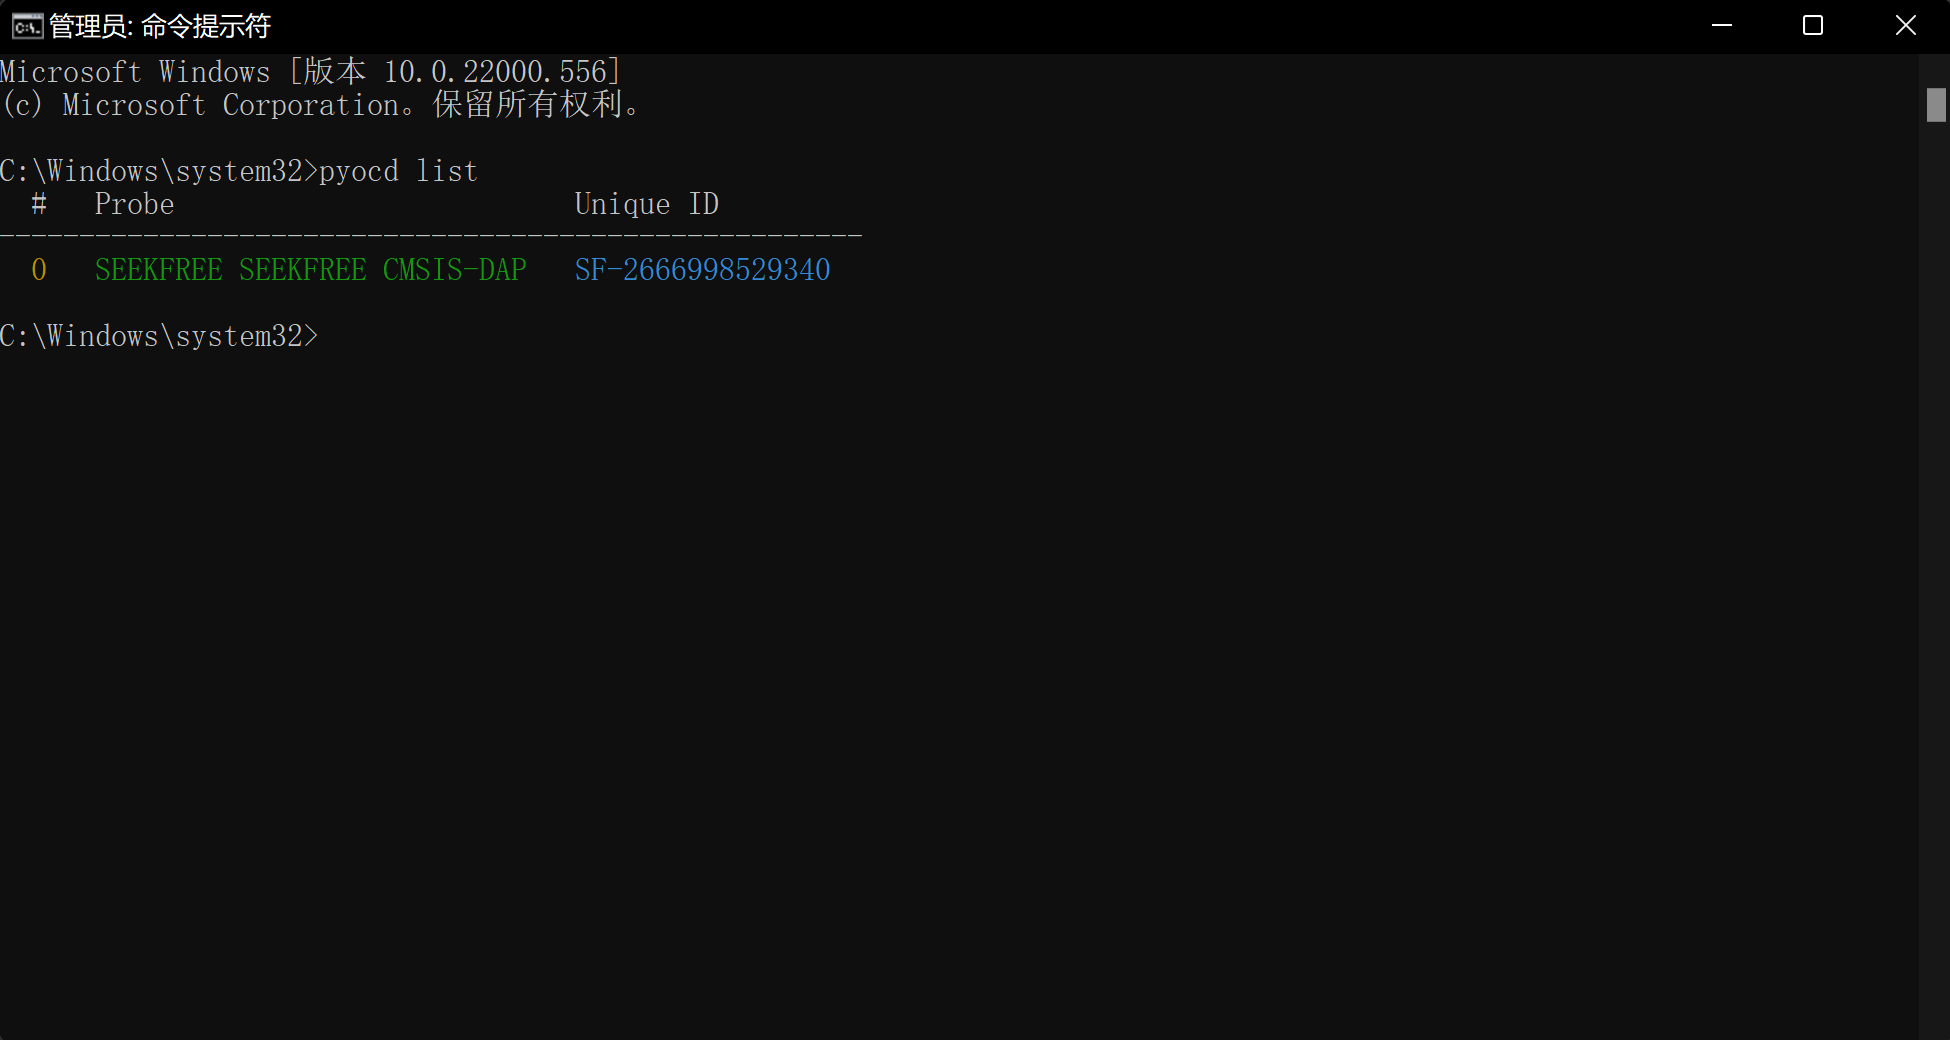 管理员: 命令提示符
Microsoft Windows [版本 10.0.22000.556]
(c) Microsoft Corporation。保留所有权利。
C:\Windows\system32>pyocd list
#   Probe                         Unique ID
------------------------------------------------------
0   SEEKFREE SEEKFREE CMSIS-DAP   SF-2666998529340
C:\Windows\system32>